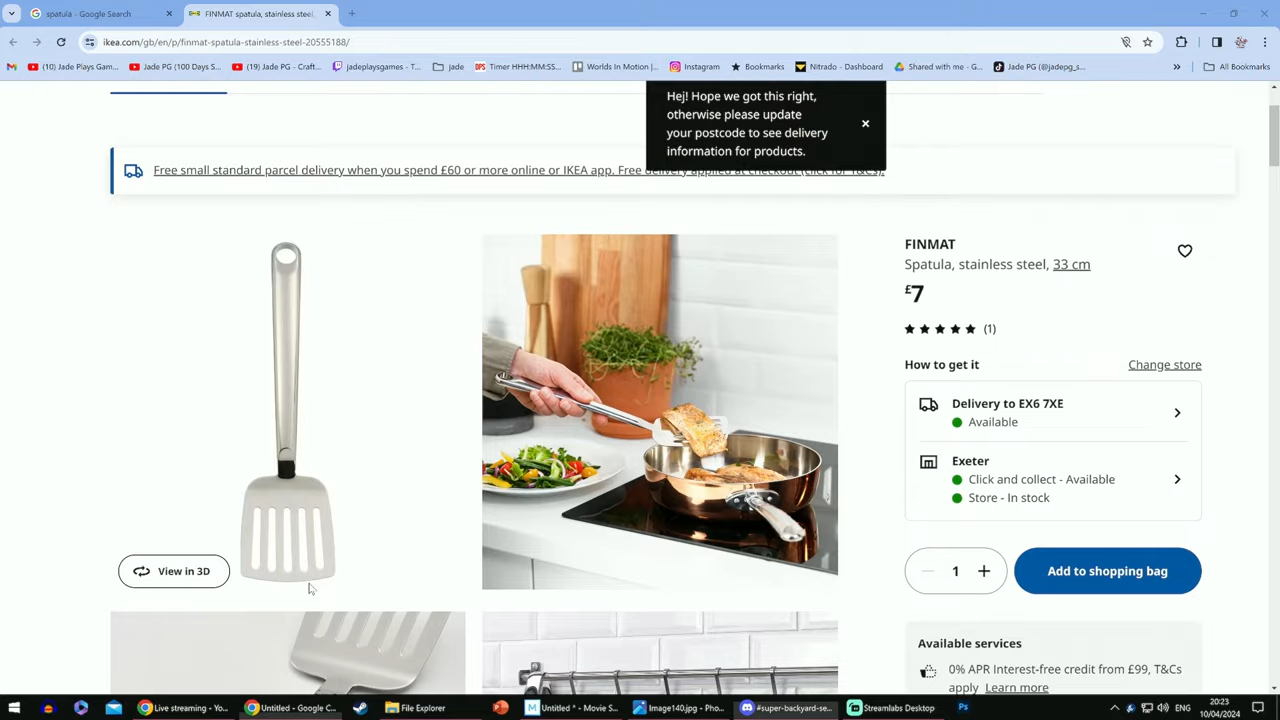 spatula - Google Search
FINMAT spatula, stainless steel,
ikea.com/gb/en/p/finmat-spatula-stainless-steel-20555188/
(10) Jade Plays Gam...
Jade PG (100 Days S...
(19) Jade PG - Craft...
jadeplaysgames - T...
jade
Timer HHH:MM:SS...
Worlds In Motion |...
Instagram
Bookmarks
Nitrado - Dashboard
Shared with me - G...
Jade PG (@jadepg_s...
»
All Bookmarks
Hej! Hope we got this right,
otherwise please update
your postcode to see delivery
information for products.
Free small standard parcel delivery when you spend £60 or more online or IKEA app. Free delivery applied at checkout (click for T&Cs).
FINMAT
Spatula, stainless steel, 33 cm
£7
(1)
How to get it
Change store
Delivery to EX6 7XE
Available
Exeter
Click and collect - Available
Store - In stock
View in 3D
1
Add to shopping bag
Available services
0% APR Interest-free credit from £99, T&Cs
apply Learn more
Live streaming - Yo...
Untitled - Google C...
File Explorer
Untitled * - Movie S...
Image140.jpg - Pho...
#super-backyard-se...
Streamlabs Desktop
ENG
20:23
10/04/2024